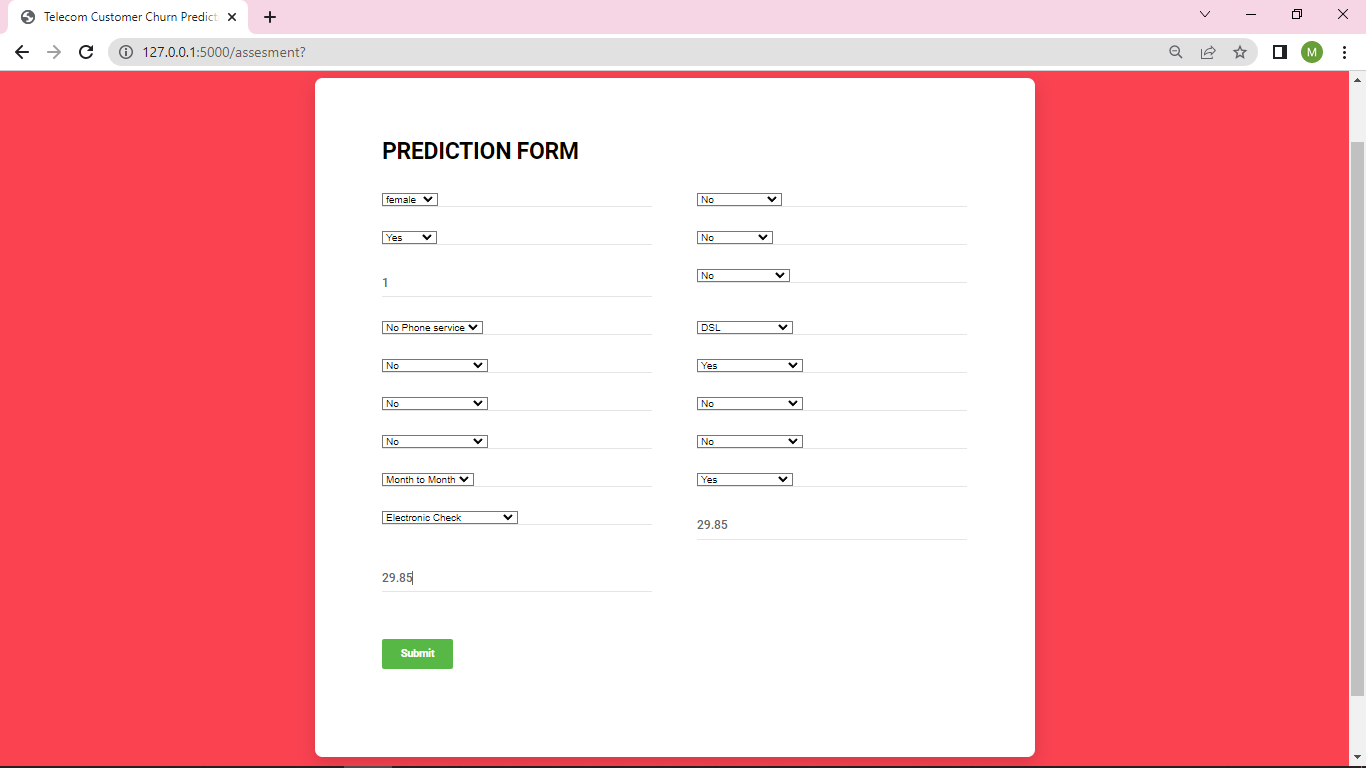 Telecom Customer Churn Predict
127.0.0.1:5000/assesment?
M
PREDICTION FORM
female No
Yes No
1 No
No Phone service DSL
No Yes
No No
No No
Month to Month Yes
Electronic Check 29.85
29.85
Submit